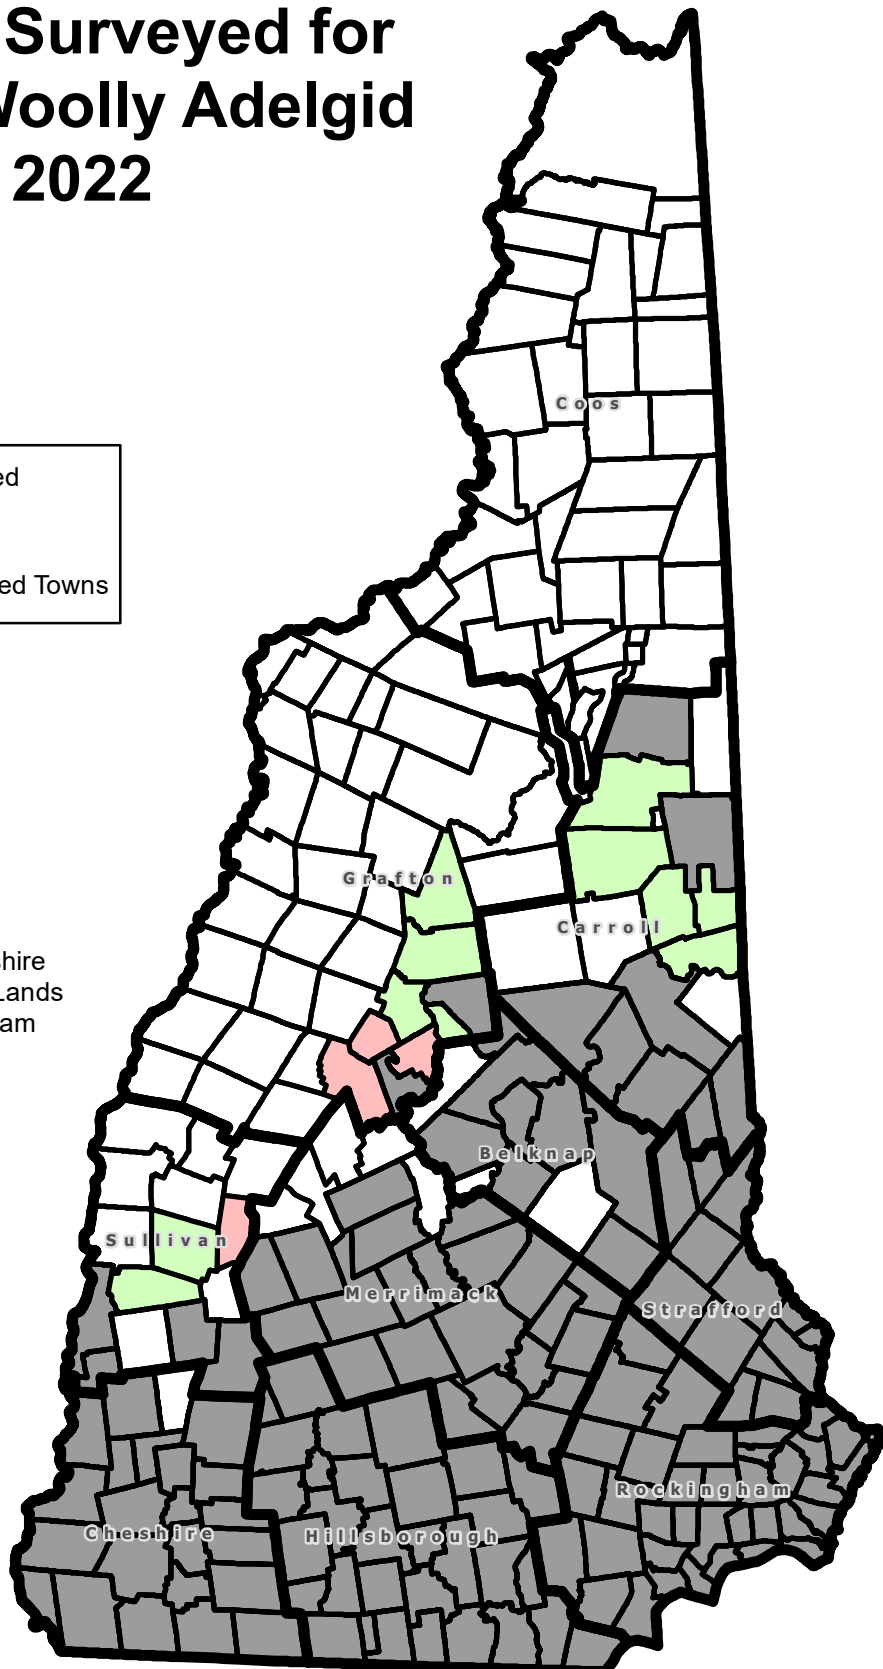 Surveyed for
Woolly Adelgid
2022
Coos
ed
ed Towns
Grafton
Carroll
hire
Lands
am
Belknap
Sullivan
Merrimack
Strafford
Rockingham
Cheshire
Hillsborough